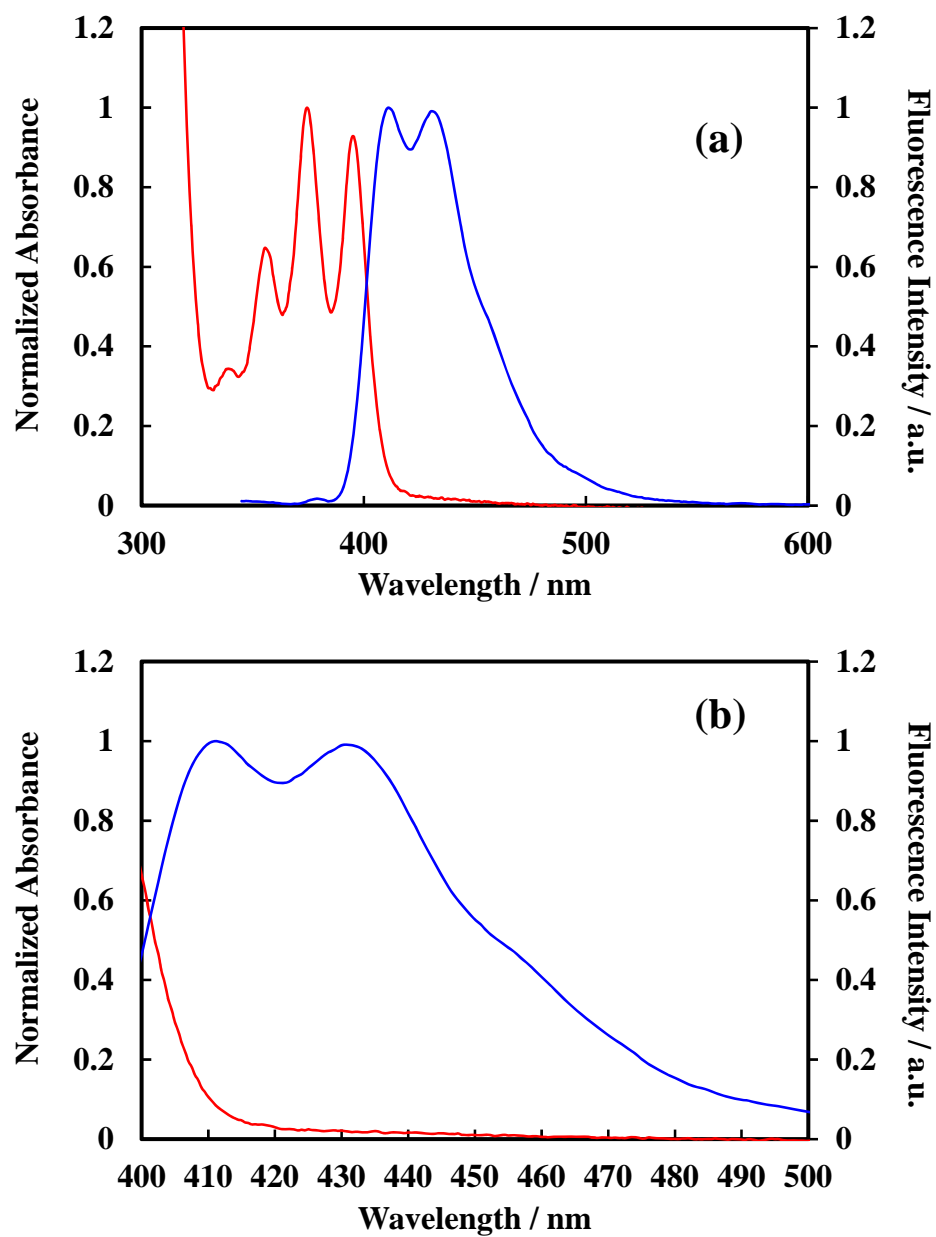 1.2
1
0.8
0.6
0.4
0.2
0
Normalized Absorbance
(a)
1.2
1
0.8
0.6
0.4
0.2
0
Fluorescence Intensity / a.u.
300 400 500 600
Wavelength / nm
1.2
1
0.8
0.6
0.4
0.2
0
Normalized Absorbance
(b)
1.2
1
0.8
0.6
0.4
0.2
0
Fluorescence Intensity / a.u.
400 410 420 430 440 450 460 470 480 490 500
Wavelength / nm